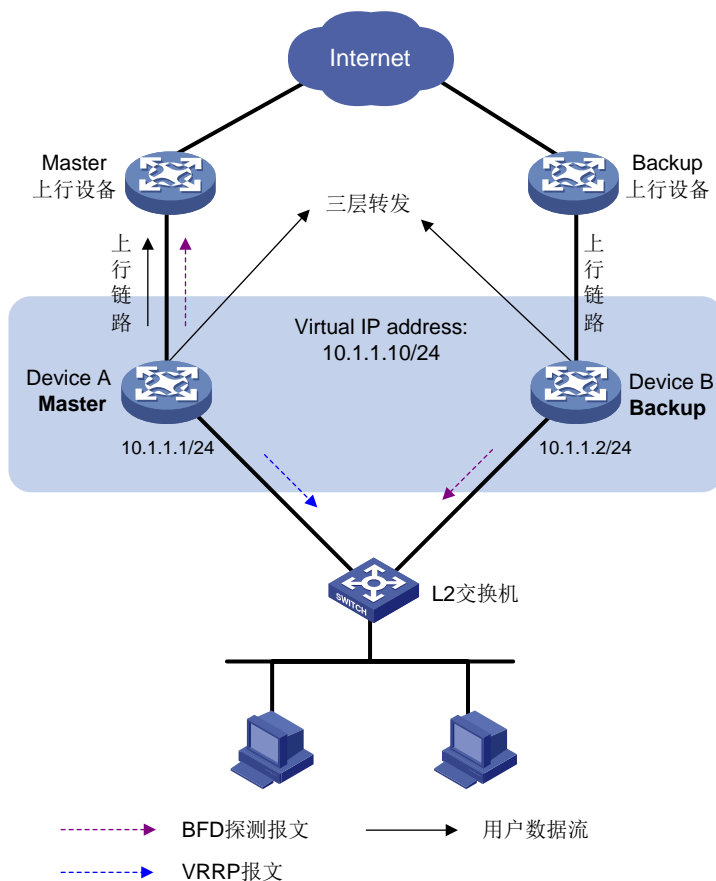 Internet
Master
上行设备
Backup
上行设备
三层转发
上行链路
上行链路
Virtual IP address:
10.1.1.10/24
Device A
Master
Device B
Backup
10.1.1.1/24
10.1.1.2/24
SWITCH
L2交换机
BFD探测报文
用户数据流
VRRP报文